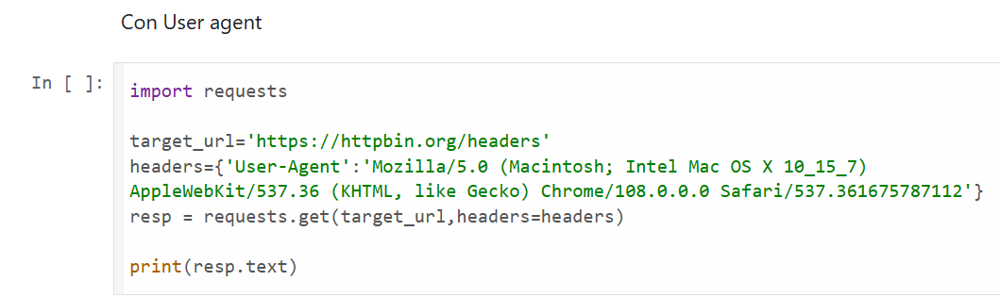 Con User agent
In [ ]:
import requests
target_url='https://httpbin.org/headers'
headers={'User-Agent':'Mozilla/5.0 (Macintosh; Intel Mac OS X 10_15_7)
AppleWebKit/537.36 (KHTML, like Gecko) Chrome/108.0.0.0 Safari/537.361675787112'}
resp = requests.get(target_url,headers=headers)
print(resp.text)